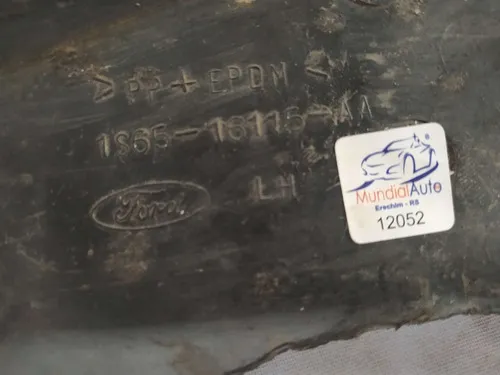 >PP+EPDM<
1S65-16115-AA
LH
Ford
MundialAuto
Erechim - RS
12052